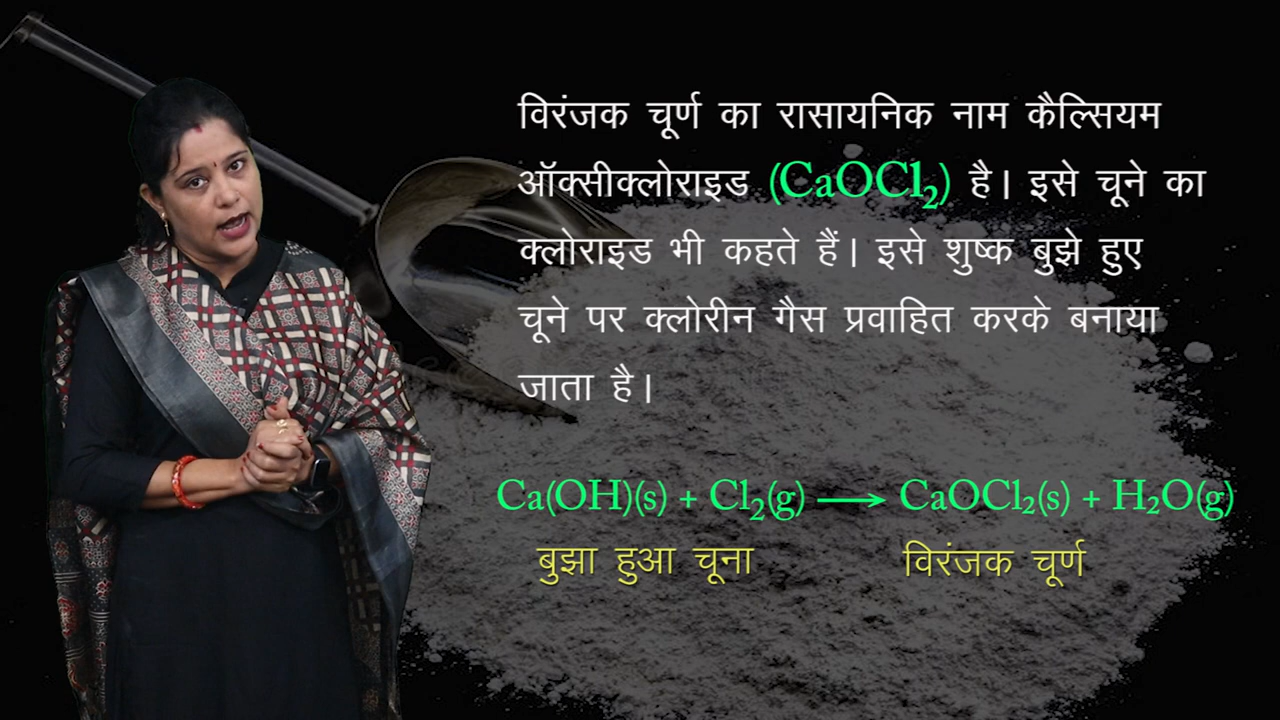 विरंजक चूर्ण का रासायनिक नाम कैल्सियम
ऑक्सीक्लोराइड (CaOCl₂) है। इसे चूने का
क्लोराइड भी कहते हैं। इसे शुष्क बुझे हुए
चूने पर क्लोरीन गैस प्रवाहित करके बनाया
जाता है।
Ca(OH)(s) + Cl₂(g) ⟶ CaOCl₂(s) + H₂O(g)
बुझा हुआ चूना विरंजक चूर्ण